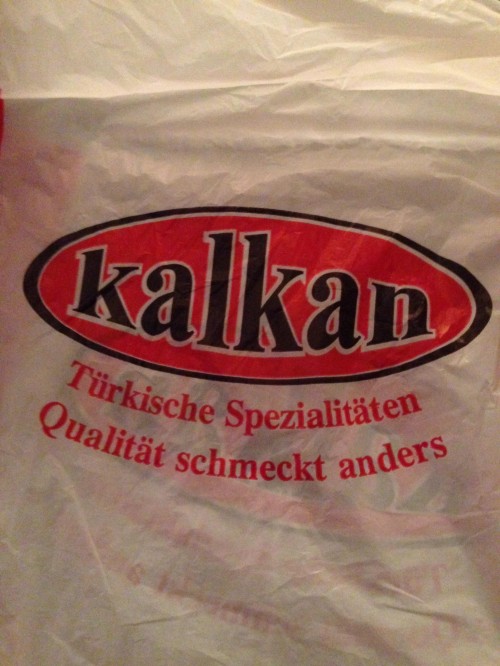 kalkan
Türkische Spezialitäten
Qualität schmeckt anders